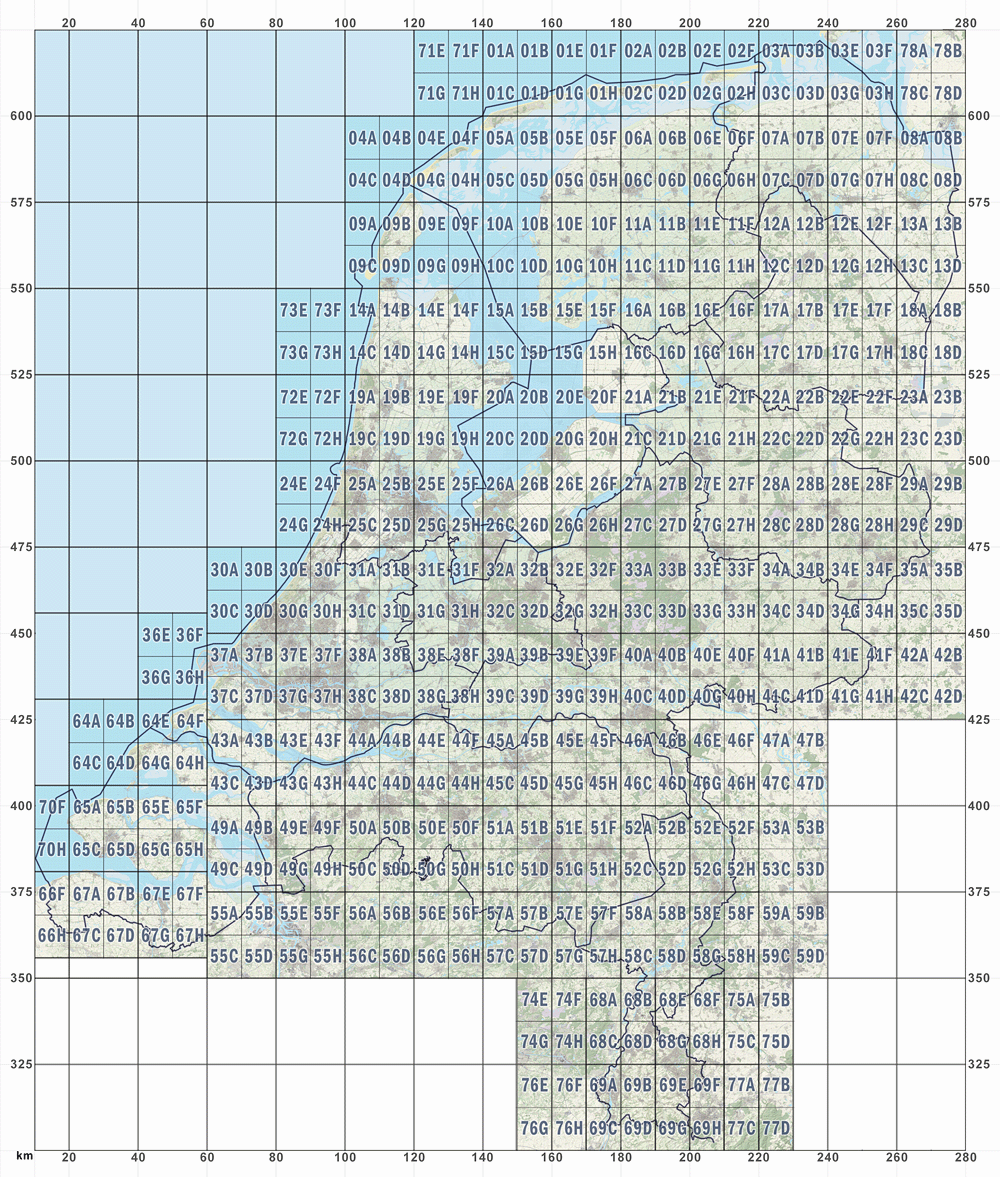 20 40 60 80 100 120 140 160 180 200 220 240 260 280
71E 71F 01A 01B 01E 01F 02A 02B 02E 02F 03A 03B 03E 03F 78A 78B
71G 71H 01C 01D 01G 01H 02C 02D 02G 02H 03C 03D 03G 03H 78C 78D
600 600
04A 04B 04E 04F 05A 05B 05E 05F 06A 06B 06E 06F 07A 07B 07E 07F 08A 08B
04C 04D 04G 04H 05C 05D 05G 05H 06C 06D 06G 06H 07C 07D 07G 07H 08C 08D
575 575
09A 09B 09E 09F 10A 10B 10E 10F 11A 11B 11E 11F 12A 12B 12E 12F 13A 13B
09C 09D 09G 09H 10C 10D 10G 10H 11C 11D 11G 11H 12C 12D 12G 12H 13C 13D
550 550
73E 73F 14A 14B 14E 14F 15A 15B 15E 15F 16A 16B 16E 16F 17A 17B 17E 17F 18A 18B
73G 73H 14C 14D 14G 14H 15C 15D 15G 15H 16C 16D 16G 16H 17C 17D 17G 17H 18C 18D
525 525
72E 72F 19A 19B 19E 19F 20A 20B 20E 20F 21A 21B 21E 21F 22A 22B 22E 22F 23A 23B
72G 72H 19C 19D 19G 19H 20C 20D 20G 20H 21C 21D 21G 21H 22C 22D 22G 22H 23C 23D
500 500
24E 24F 25A 25B 25E 25F 26A 26B 26E 26F 27A 27B 27E 27F 28A 28B 28E 28F 29A 29B
24G 24H 25C 25D 25G 25H 26C 26D 26G 26H 27C 27D 27G 27H 28C 28D 28G 28H 29C 29D
475 475
30A 30B 30E 30F 31A 31B 31E 31F 32A 32B 32E 32F 33A 33B 33E 33F 34A 34B 34E 34F 35A 35B
30C 30D 30G 30H 31C 31D 31G 31H 32C 32D 32G 32H 33C 33D 33G 33H 34C 34D 34G 34H 35C 35D
450 36E 36F 450
37A 37B 37E 37F 38A 38B 38E 38F 39A 39B 39E 39F 40A 40B 40E 40F 41A 41B 41E 41F 42A 42B
36G 36H
37C 37D 37G 37H 38C 38D 38G 38H 39C 39D 39G 39H 40C 40D 40G 40H 41C 41D 41G 41H 42C 42D
425 64A 64B 64E 64F 425
43A 43B 43E 43F 44A 44B 44E 44F 45A 45B 45E 45F 46A 46B 46E 46F 47A 47B
64C 64D 64G 64H
43C 43D 43G 43H 44C 44D 44G 44H 45C 45D 45G 45H 46C 46D 46G 46H 47C 47D
400 70F 65A 65B 65E 65F 400
49A 49B 49E 49F 50A 50B 50E 50F 51A 51B 51E 51F 52A 52B 52E 52F 53A 53B
70H 65C 65D 65G 65H
49C 49D 49G 49H 50C 50D 50G 50H 51C 51D 51G 51H 52C 52D 52G 52H 53C 53D
375 66F 67A 67B 67E 67F 375
55A 55B 55E 55F 56A 56B 56E 56F 57A 57B 57E 57F 58A 58B 58E 58F 59A 59B
66H 67C 67D 67G 67H
55C 55D 55G 55H 56C 56D 56G 56H 57C 57D 57G 57H 58C 58D 58G 58H 59C 59D
350 350
74E 74F 68A 68B 68E 68F 75A 75B
74G 74H 68C 68D 68G 68H 75C 75D
325 325
76E 76F 69A 69B 69E 69F 77A 77B
76G 76H 69C 69D 69G 69H 77C 77D
km 20 40 60 80 100 120 140 160 180 200 220 240 260 280